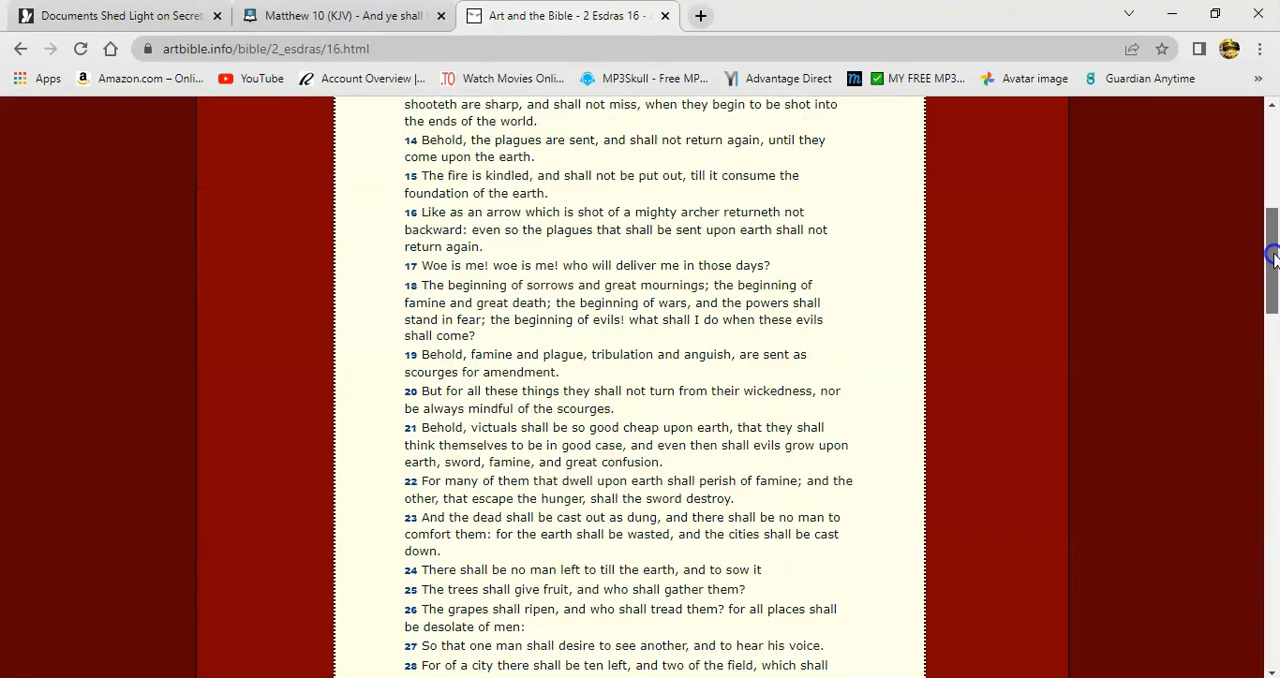 Documents Shed Light on Secret
Matthew 10 (KJV) - And ye shall
Art and the Bible - 2 Esdras 16 -
artbible.info/bible/2_esdras/16.html
Apps
Amazon.com – Onli...
YouTube
Account Overview |...
Watch Movies Onli...
MP3Skull - Free MP...
Advantage Direct
MY FREE MP3...
Avatar image
Guardian Anytime
shooteth are sharp, and shall not miss, when they begin to be shot into
the ends of the world.
14 Behold, the plagues are sent, and shall not return again, until they
come upon the earth.
15 The fire is kindled, and shall not be put out, till it consume the
foundation of the earth.
16 Like as an arrow which is shot of a mighty archer returneth not
backward: even so the plagues that shall be sent upon earth shall not
return again.
17 Woe is me! woe is me! who will deliver me in those days?
18 The beginning of sorrows and great mournings; the beginning of
famine and great death; the beginning of wars, and the powers shall
stand in fear; the beginning of evils! what shall I do when these evils
shall come?
19 Behold, famine and plague, tribulation and anguish, are sent as
scourges for amendment.
20 But for all these things they shall not turn from their wickedness, nor
be always mindful of the scourges.
21 Behold, victuals shall be so good cheap upon earth, that they shall
think themselves to be in good case, and even then shall evils grow upon
earth, sword, famine, and great confusion.
22 For many of them that dwell upon earth shall perish of famine; and the
other, that escape the hunger, shall the sword destroy.
23 And the dead shall be cast out as dung, and there shall be no man to
comfort them: for the earth shall be wasted, and the cities shall be cast
down.
24 There shall be no man left to till the earth, and to sow it
25 The trees shall give fruit, and who shall gather them?
26 The grapes shall ripen, and who shall tread them? for all places shall
be desolate of men:
27 So that one man shall desire to see another, and to hear his voice.
28 For of a city there shall be ten left, and two of the field, which shall